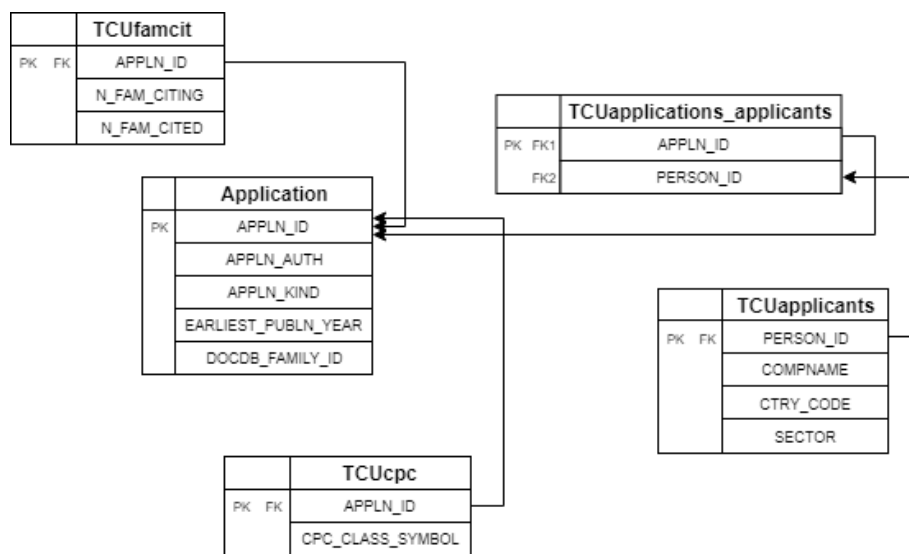 TCUfamcit
PK FK APPLN_ID
N_FAM_CITING
N_FAM_CITED
TCUapplications_applicants
PK FK1 APPLN_ID
FK2 PERSON_ID
Application
PK APPLN_ID
APPLN_AUTH
APPLN_KIND
EARLIEST_PUBLN_YEAR
DOCDB_FAMILY_ID
TCUapplicants
PK FK PERSON_ID
COMPNAME
CTRY_CODE
SECTOR
TCUcpc
PK FK APPLN_ID
CPC_CLASS_SYMBOL